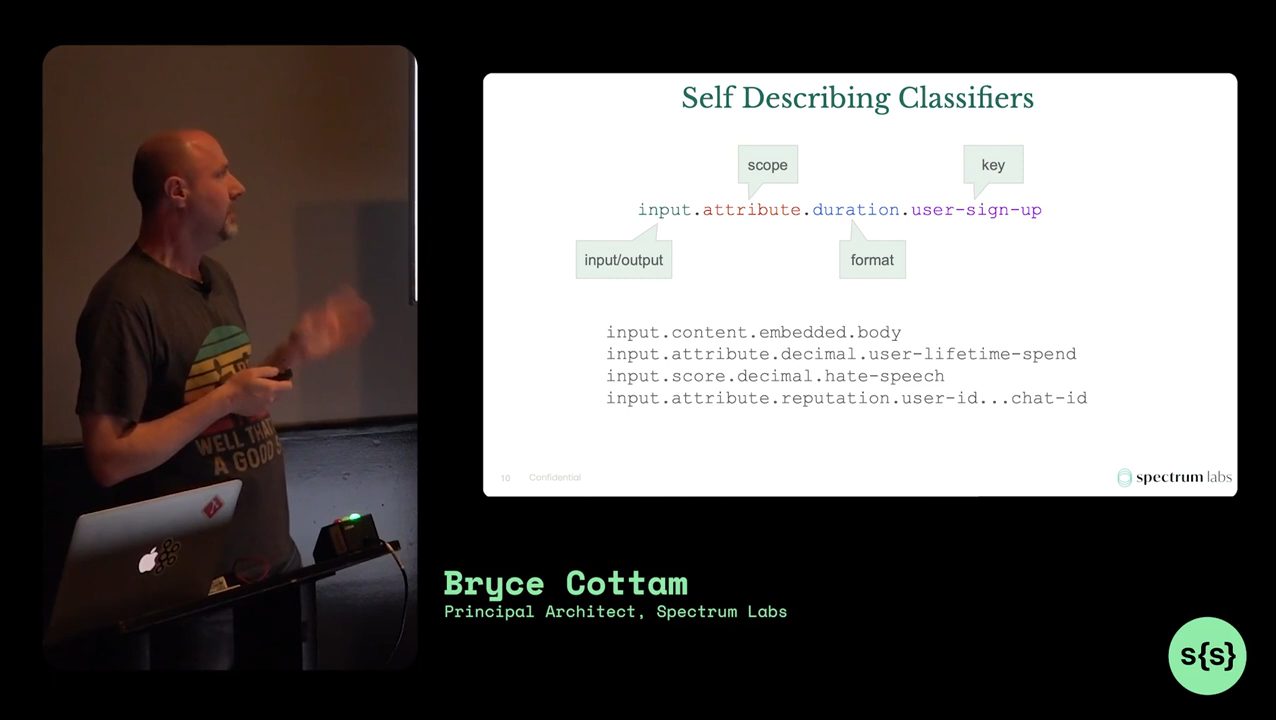 Self Describing Classifiers
scope
key
input.attribute.duration.user-sign-up
input/output
format
input.content.embedded.body
input.attribute.decimal.user-lifetime-spend
input.score.decimal.hate-speech
input.attribute.reputation.user-id...chat-id
10 Confidential
spectrum labs
WELL THAT
A GOOD S
Bryce Cottam
Principal Architect, Spectrum Labs
s{s}